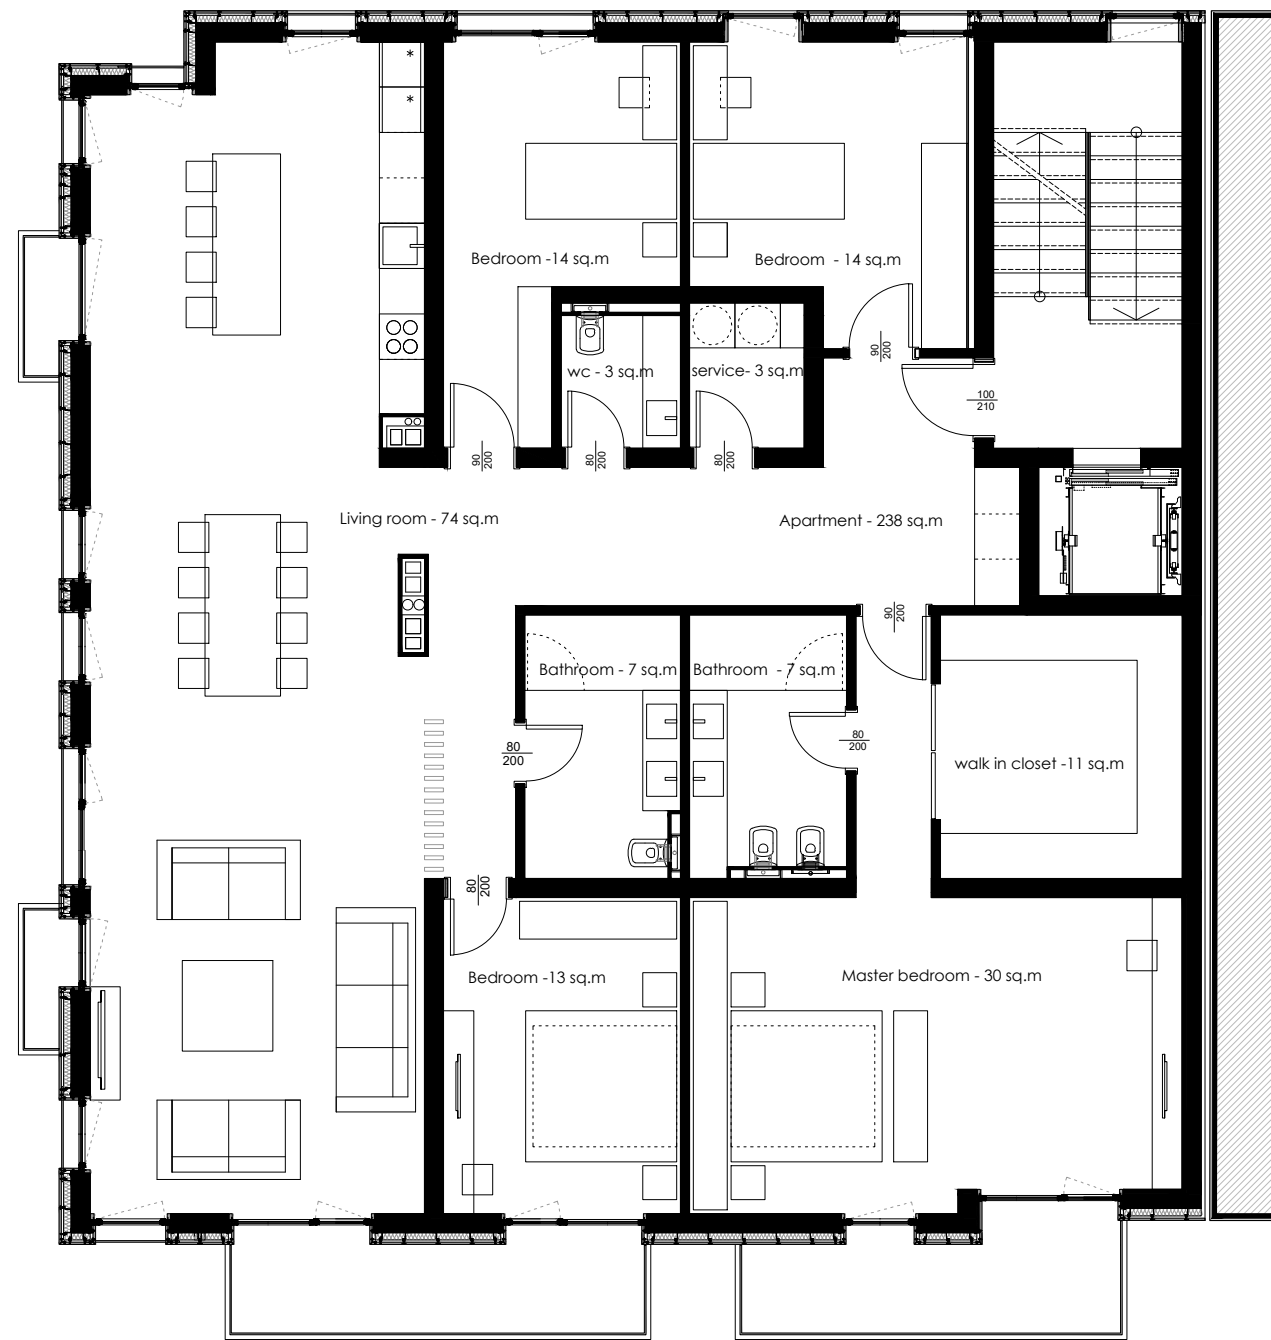 *
*
Bedroom -14 sq.m
Bedroom - 14 sq.m
90
200
wc - 3 sq.m
service- 3 sq.m
100
210
90
200
80
200
80
200
Living room - 74 sq.m
Apartment - 238 sq.m
90
200
Bathroom - 7 sq.m
Bathroom - 7 sq.m
80
200
80
200
walk in closet -11 sq.m
80
200
Bedroom -13 sq.m
Master bedroom - 30 sq.m